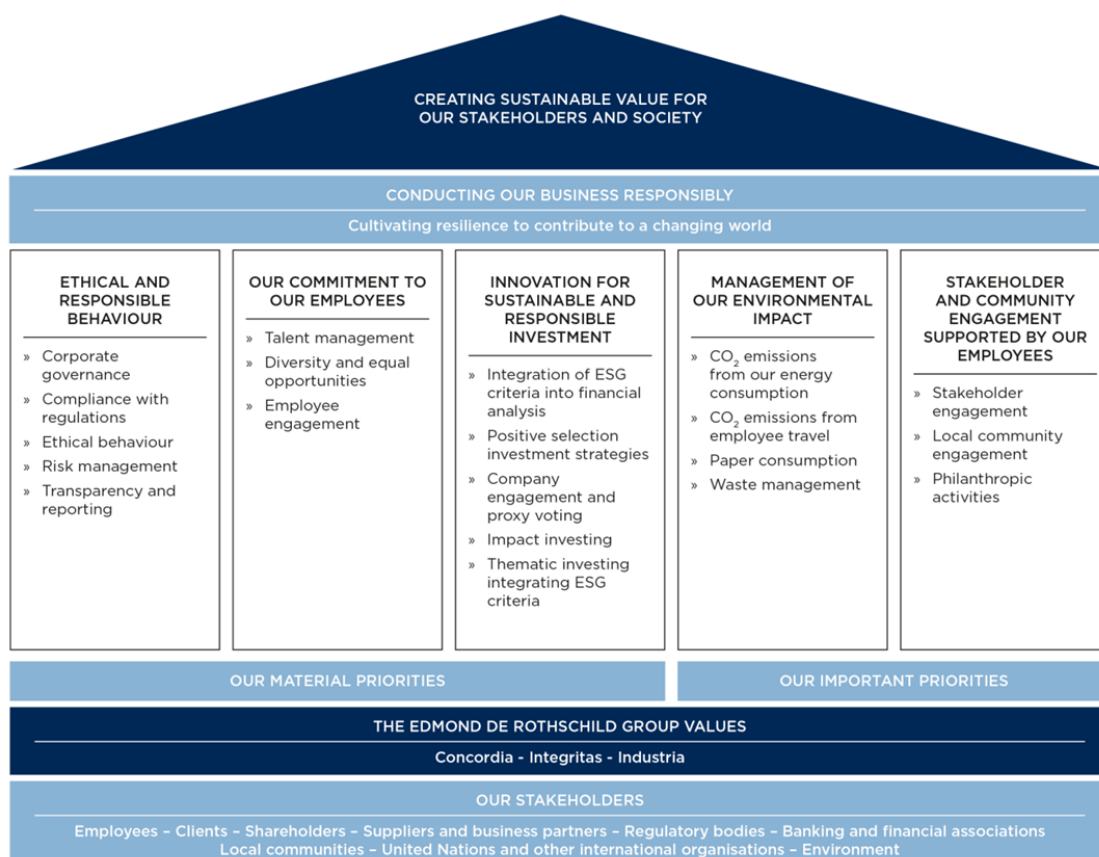 CREATING SUSTAINABLE VALUE FOR
OUR STAKEHOLDERS AND SOCIETY
CONDUCTING OUR BUSINESS RESPONSIBLY
Cultivating resilience to contribute to a changing world
ETHICAL AND
RESPONSIBLE
BEHAVIOUR
» Corporate
governance
» Compliance with
regulations
» Ethical behaviour
» Risk management
» Transparency and
reporting
OUR COMMITMENT TO
OUR EMPLOYEES
» Talent management
» Diversity and equal
opportunities
» Employee
engagement
INNOVATION FOR
SUSTAINABLE AND
RESPONSIBLE
INVESTMENT
» Integration of ESG
criteria into financial
analysis
» Positive selection
investment strategies
» Company
engagement and
proxy voting
» Impact investing
» Thematic investing
integrating ESG
criteria
MANAGEMENT OF
OUR ENVIRONMENTAL
IMPACT
» CO₂ emissions
from our energy
consumption
» CO₂ emissions from
employee travel
» Paper consumption
» Waste management
STAKEHOLDER
AND COMMUNITY
ENGAGEMENT
SUPPORTED BY OUR
EMPLOYEES
» Stakeholder
engagement
» Local community
engagement
» Philanthropic
activities
OUR MATERIAL PRIORITIES
OUR IMPORTANT PRIORITIES
THE EDMOND DE ROTHSCHILD GROUP VALUES
Concordia - Integritas - Industria
OUR STAKEHOLDERS
Employees – Clients – Shareholders – Suppliers and business partners – Regulatory bodies – Banking and financial associations
Local communities – United Nations and other international organisations – Environment